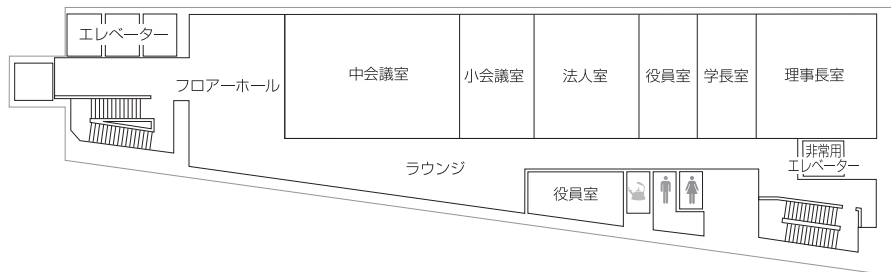 エレベーター
フロアーホール
中会議室
小会議室
法人室
役員室
学長室
理事長室
ラウンジ
非常用
エレベーター
役員室